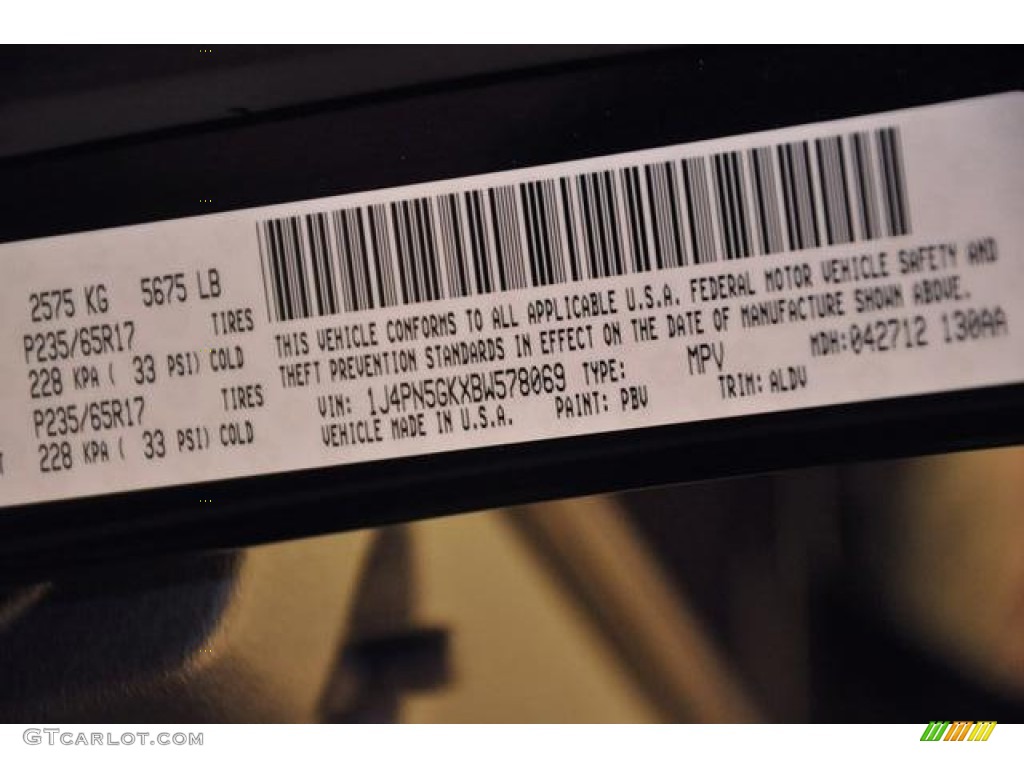 2575 KG 5675 LB
P235/65R17 TIRES
228 KPA ( 33 PSI) COLD
P235/65R17 TIRES
228 KPA ( 33 PSI) COLD
THIS VEHICLE CONFORMS TO ALL APPLICABLE U.S.A. FEDERAL MOTOR VEHICLE SAFETY AND
THEFT PREVENTION STANDARDS IN EFFECT ON THE DATE OF MANUFACTURE SHOWN ABOVE.
VIN: 1J4PN5GKXBW578069 TYPE: MPV MDH:042712 130AA
VEHICLE MADE IN U.S.A. PAINT: PBV TRIM: ALDV
GTCARLOT.COM